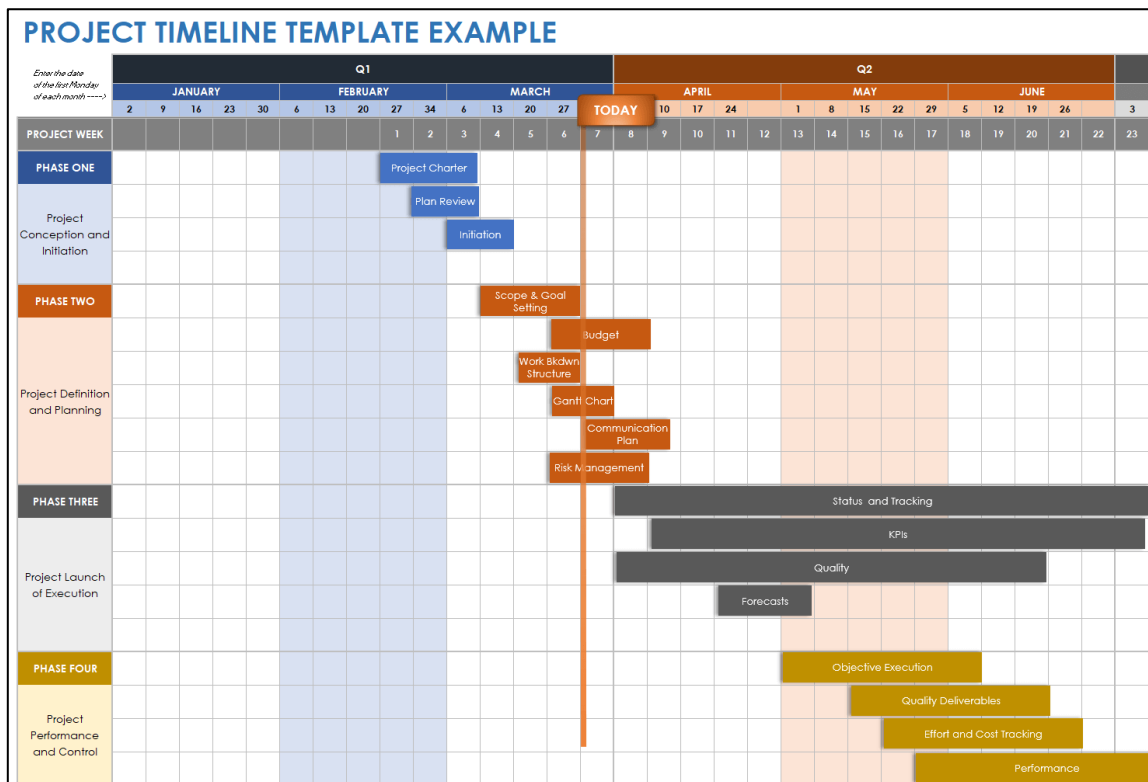 PROJECT TIMELINE TEMPLATE EXAMPLE
Enter the date
of the first Monday
of each month ---->
Q1 Q2
JANUARY FEBRUARY MARCH APRIL MAY JUNE
2 9 16 23 30 6 13 20 27 34 6 13 20 27 TODAY 10 17 24 1 8 15 22 29 5 12 19 26 3
PROJECT WEEK 1 2 3 4 5 6 7 8 9 10 11 12 13 14 15 16 17 18 19 20 21 22 23
PHASE ONE
Project Charter
Project
Conception and
Initiation
Plan Review
Initiation
PHASE TWO
Scope & Goal
Setting
Project Definition
and Planning
Budget
Work Bkdwn
Structure
Gantt Chart
Communication
Plan
Risk Management
PHASE THREE
Status and Tracking
Project Launch
of Execution
KPIs
Quality
Forecasts
PHASE FOUR
Objective Execution
Project
Performance
and Control
Quality Deliverables
Effort and Cost Tracking
Performance